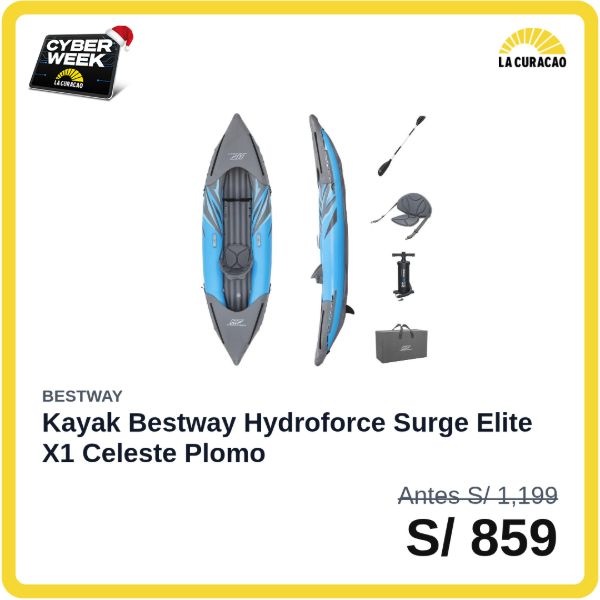 CYBER
WEEK
LA CURACAO
LA CURACAO
BESTWAY
Kayak Bestway Hydroforce Surge Elite
X1 Celeste Plomo
Antes S/ 1,199
S/ 859